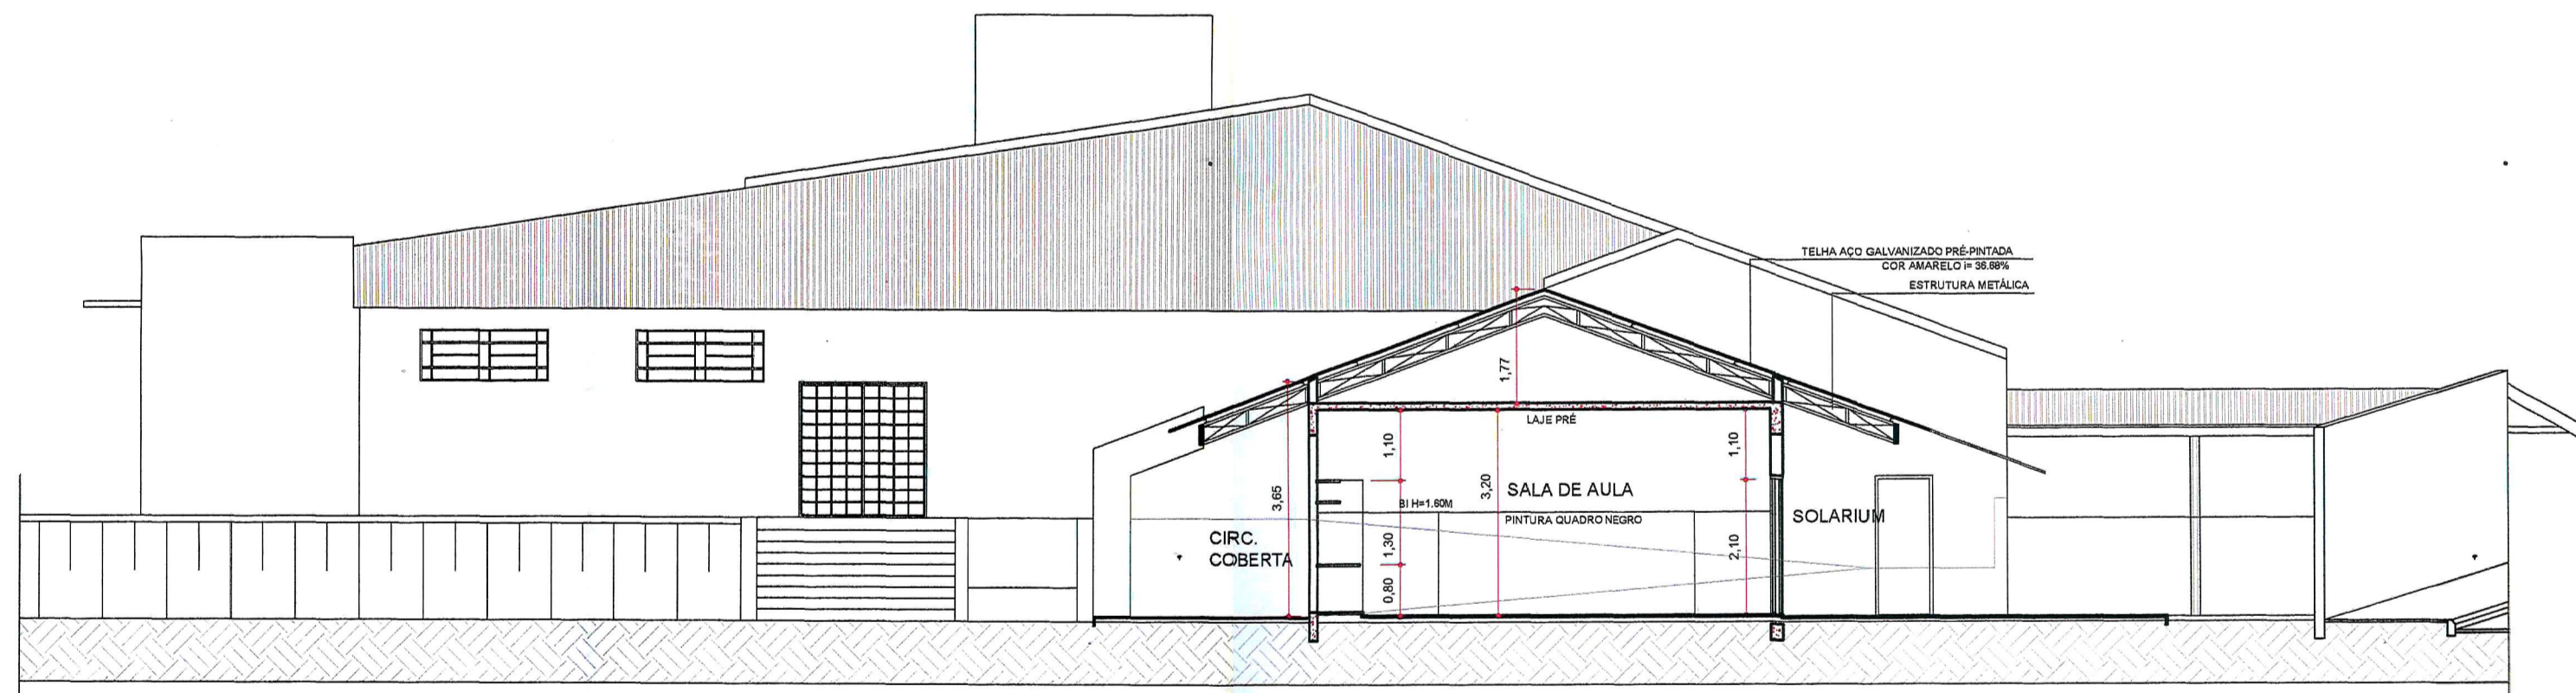 TELHA AÇO GALVANIZADO PRÉ-PINTADA
COR AMARELO i= 36.68%
ESTRUTURA METÁLICA
1,77
LAJE PRÉ
1,10
1,10
3,65
3,20
SALA DE AULA
BI H=1.60M
PINTURA QUADRO NEGRO
SOLARIUM
CIRC.
COBERTA
1,30
2,10
0,80